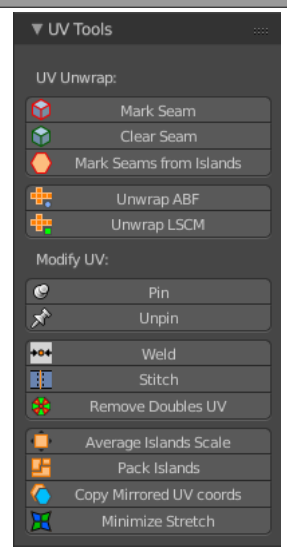 UV Tools
UV Unwrap:
Mark Seam
Clear Seam
Mark Seams from Islands
Unwrap ABF
Unwrap LSCM
Modify UV:
Pin
Unpin
Weld
Stitch
Remove Doubles UV
Average Islands Scale
Pack Islands
Copy Mirrored UV coords
Minimize Stretch